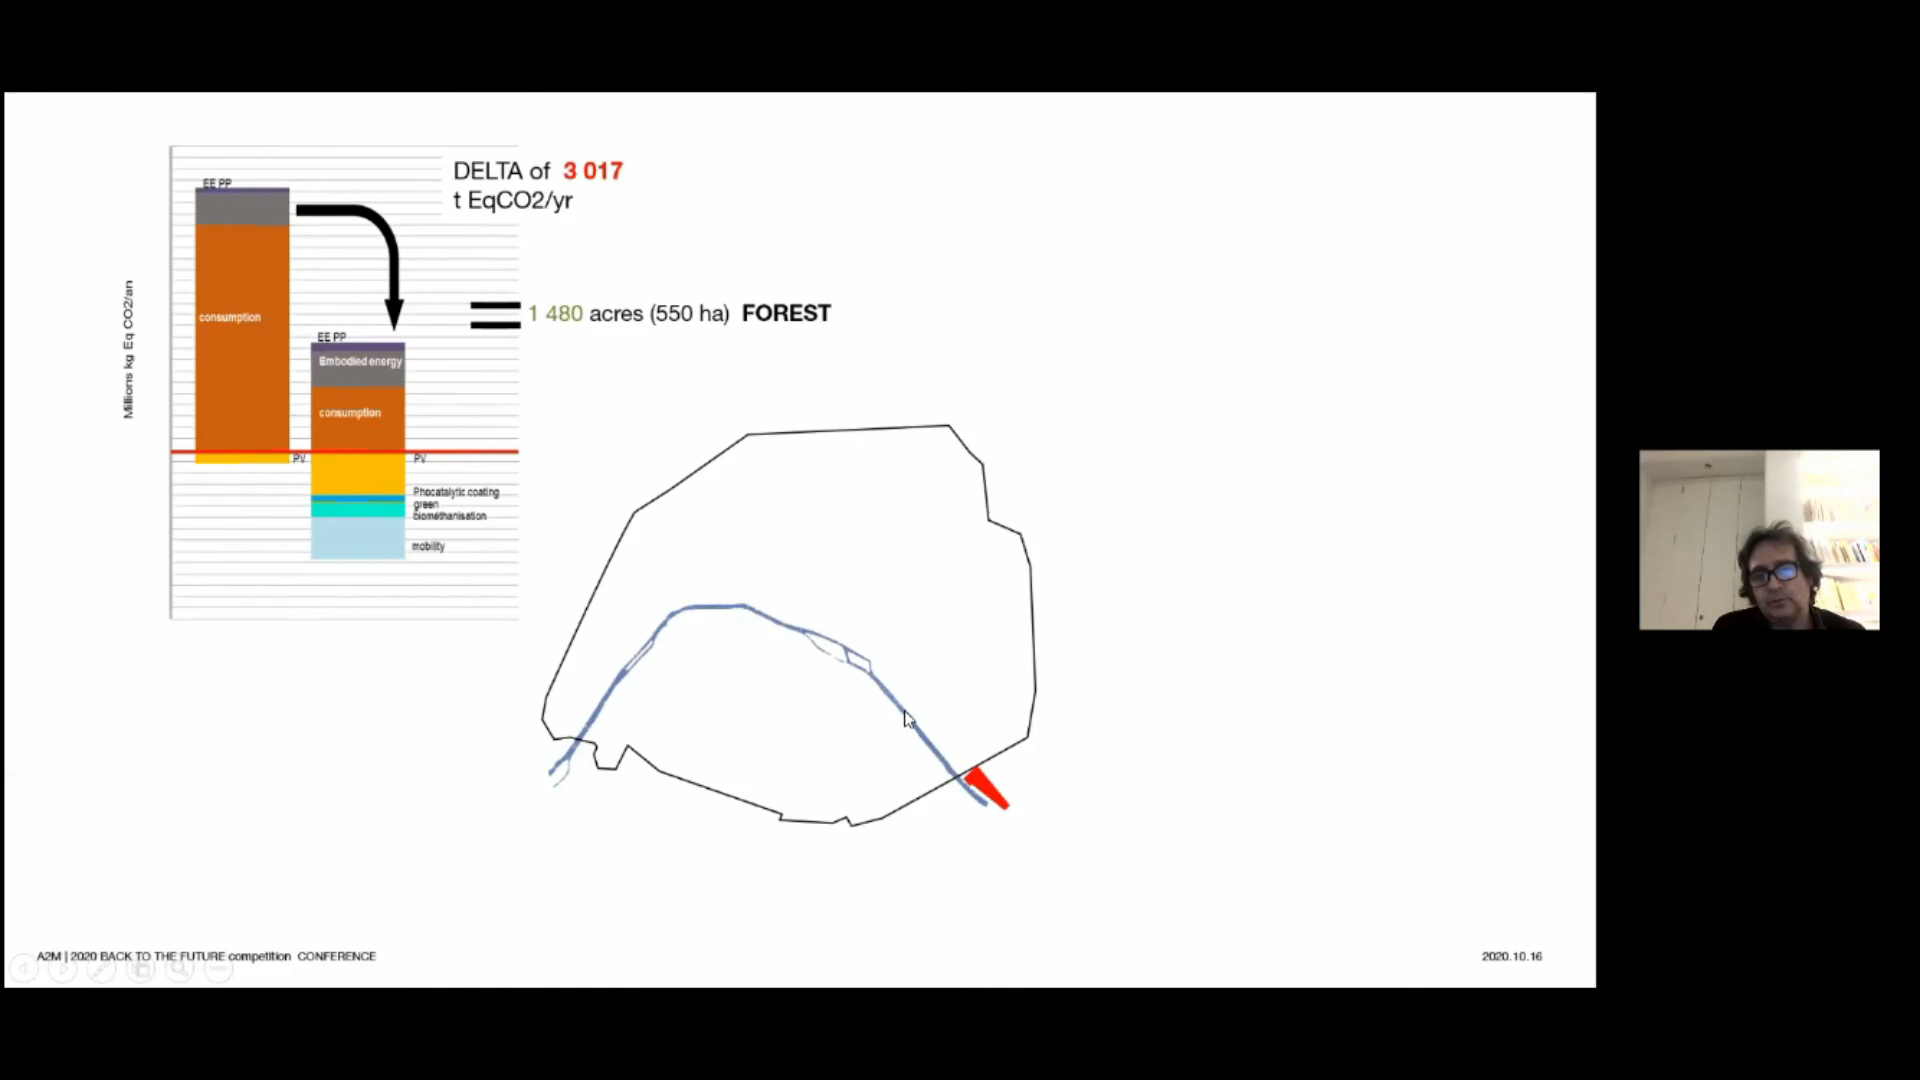 DELTA of 3 017
t EqCO2/yr
EE PP
consumption
Millions kg Eq CO2/an
1 480 acres (550 ha) FOREST
EE PP
Embodied energy
consumption
PV
PV
Phocatalytic coating
green
biométhanisation
mobility
A2M | 2020 BACK TO THE FUTURE competition CONFERENCE
2020.10.16